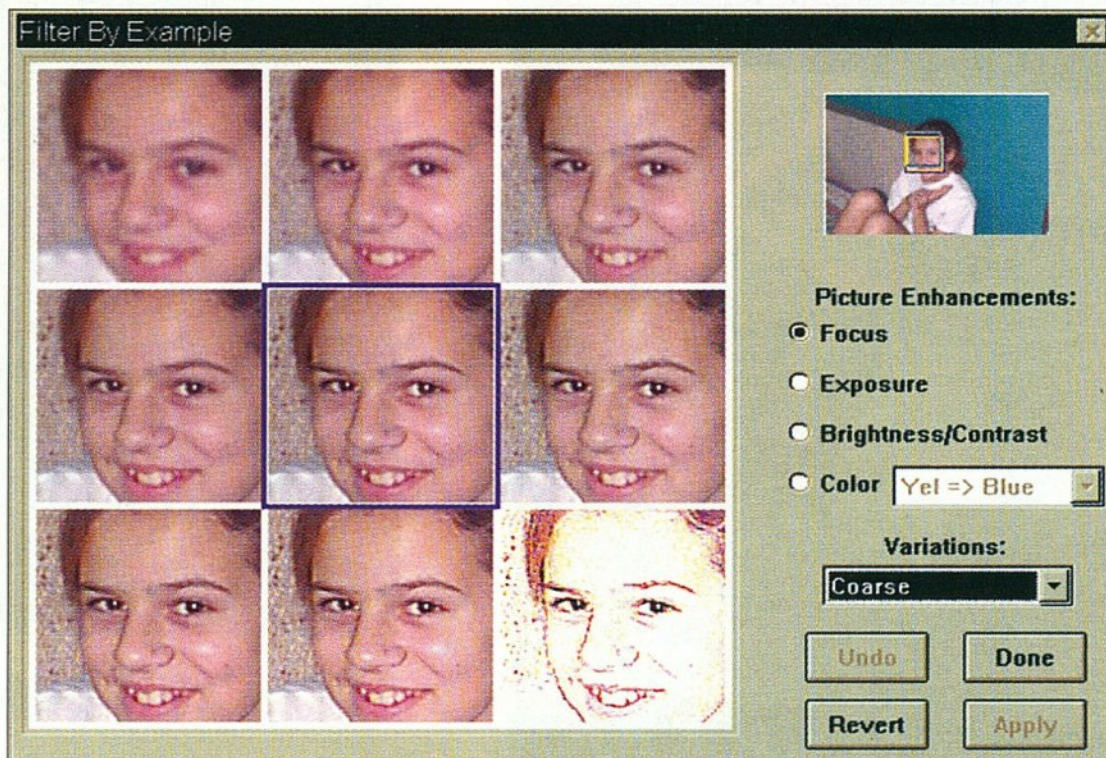 Filter By Example
Picture Enhancements:
Focus
Exposure
Brightness/Contrast
Color Yel => Blue
Variations:
Coarse
Undo Done
Revert Apply